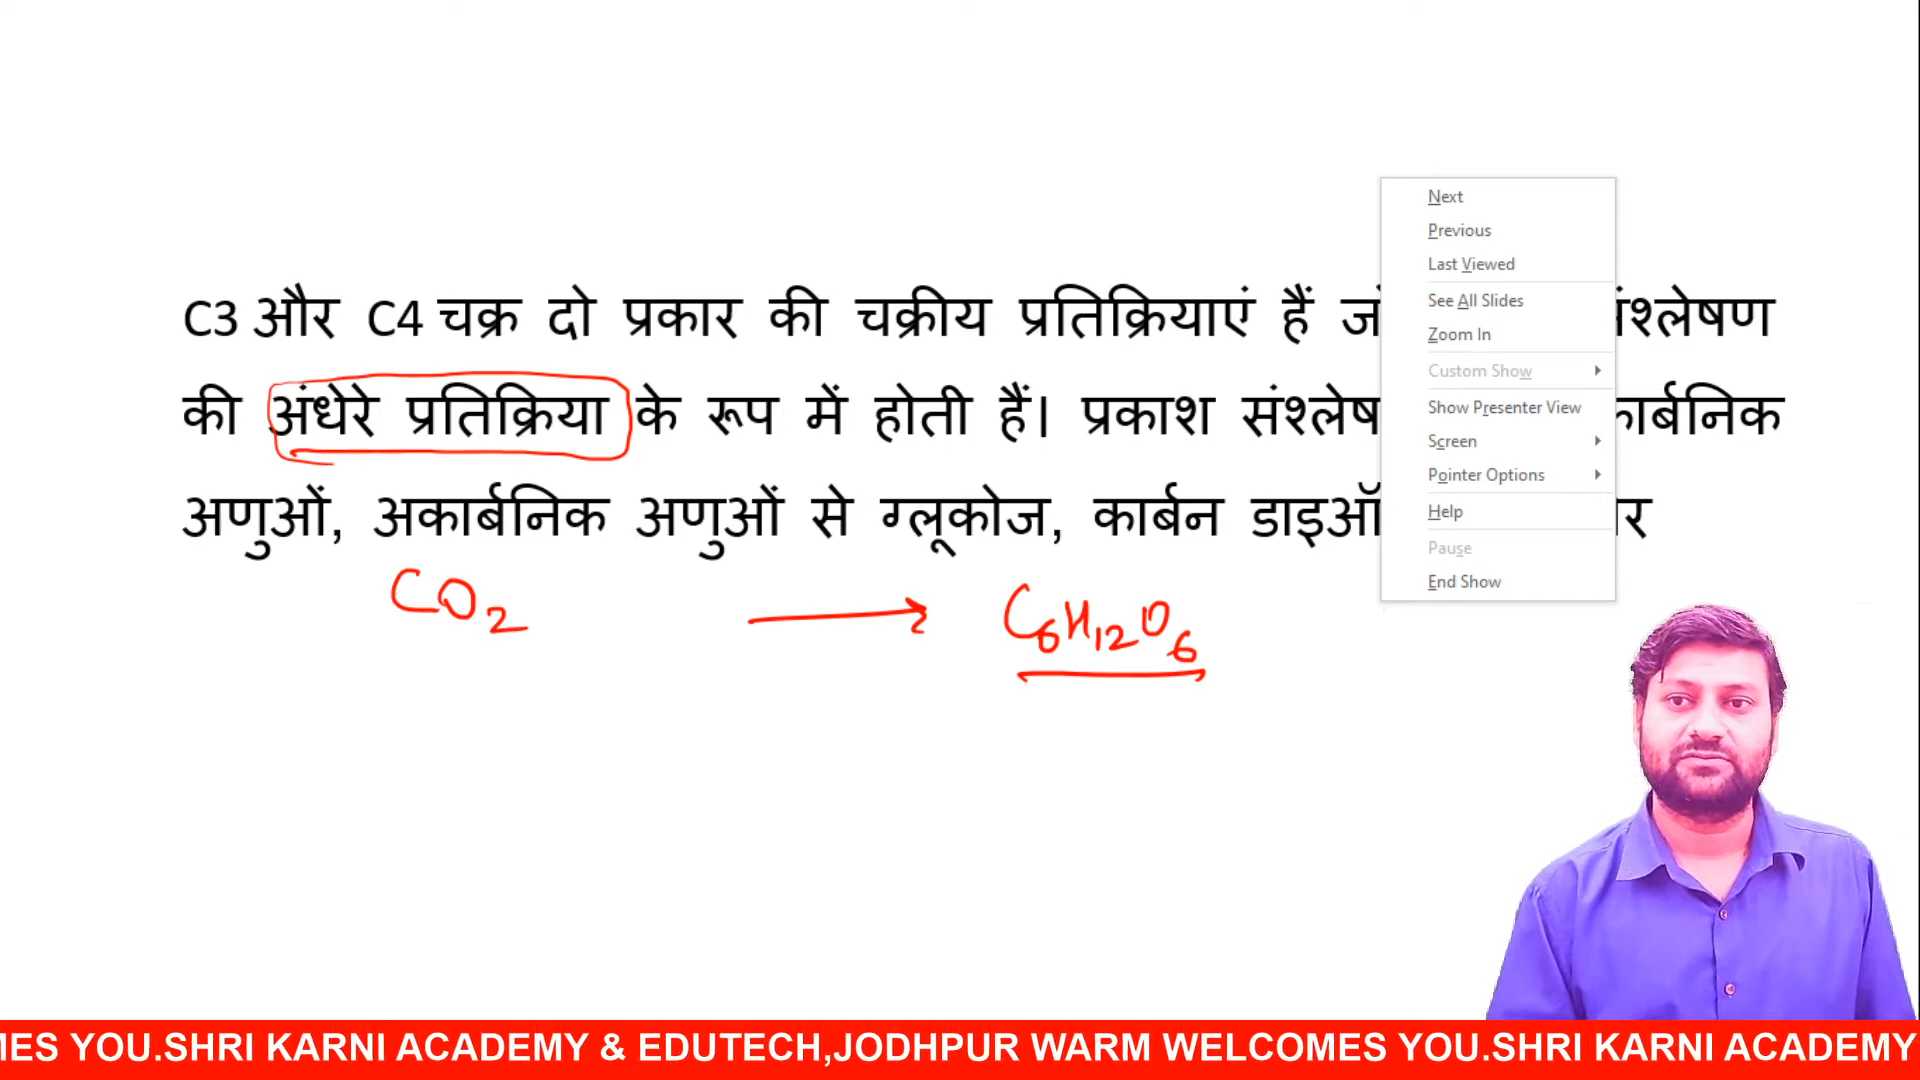 C3 और C4 चक्र दो प्रकार की चक्रीय प्रतिक्रियाएं हैं
की अंधेरे प्रतिक्रिया के रूप में होती हैं। प्रकाश
अणुओं, अकार्बनिक अणुओं से ग्लूकोज, कार्बन
CO2 → C6H12O6
Next
Previous
Last Viewed
See All Slides
Zoom In
Custom Show
Show Presenter View
Screen
Pointer Options
Help
Pause
End Show
MES YOU.SHRI KARNI ACADEMY & EDUTECH,JODHPUR WARM WELCOMES YOU.SHRI KARNI ACADEMY